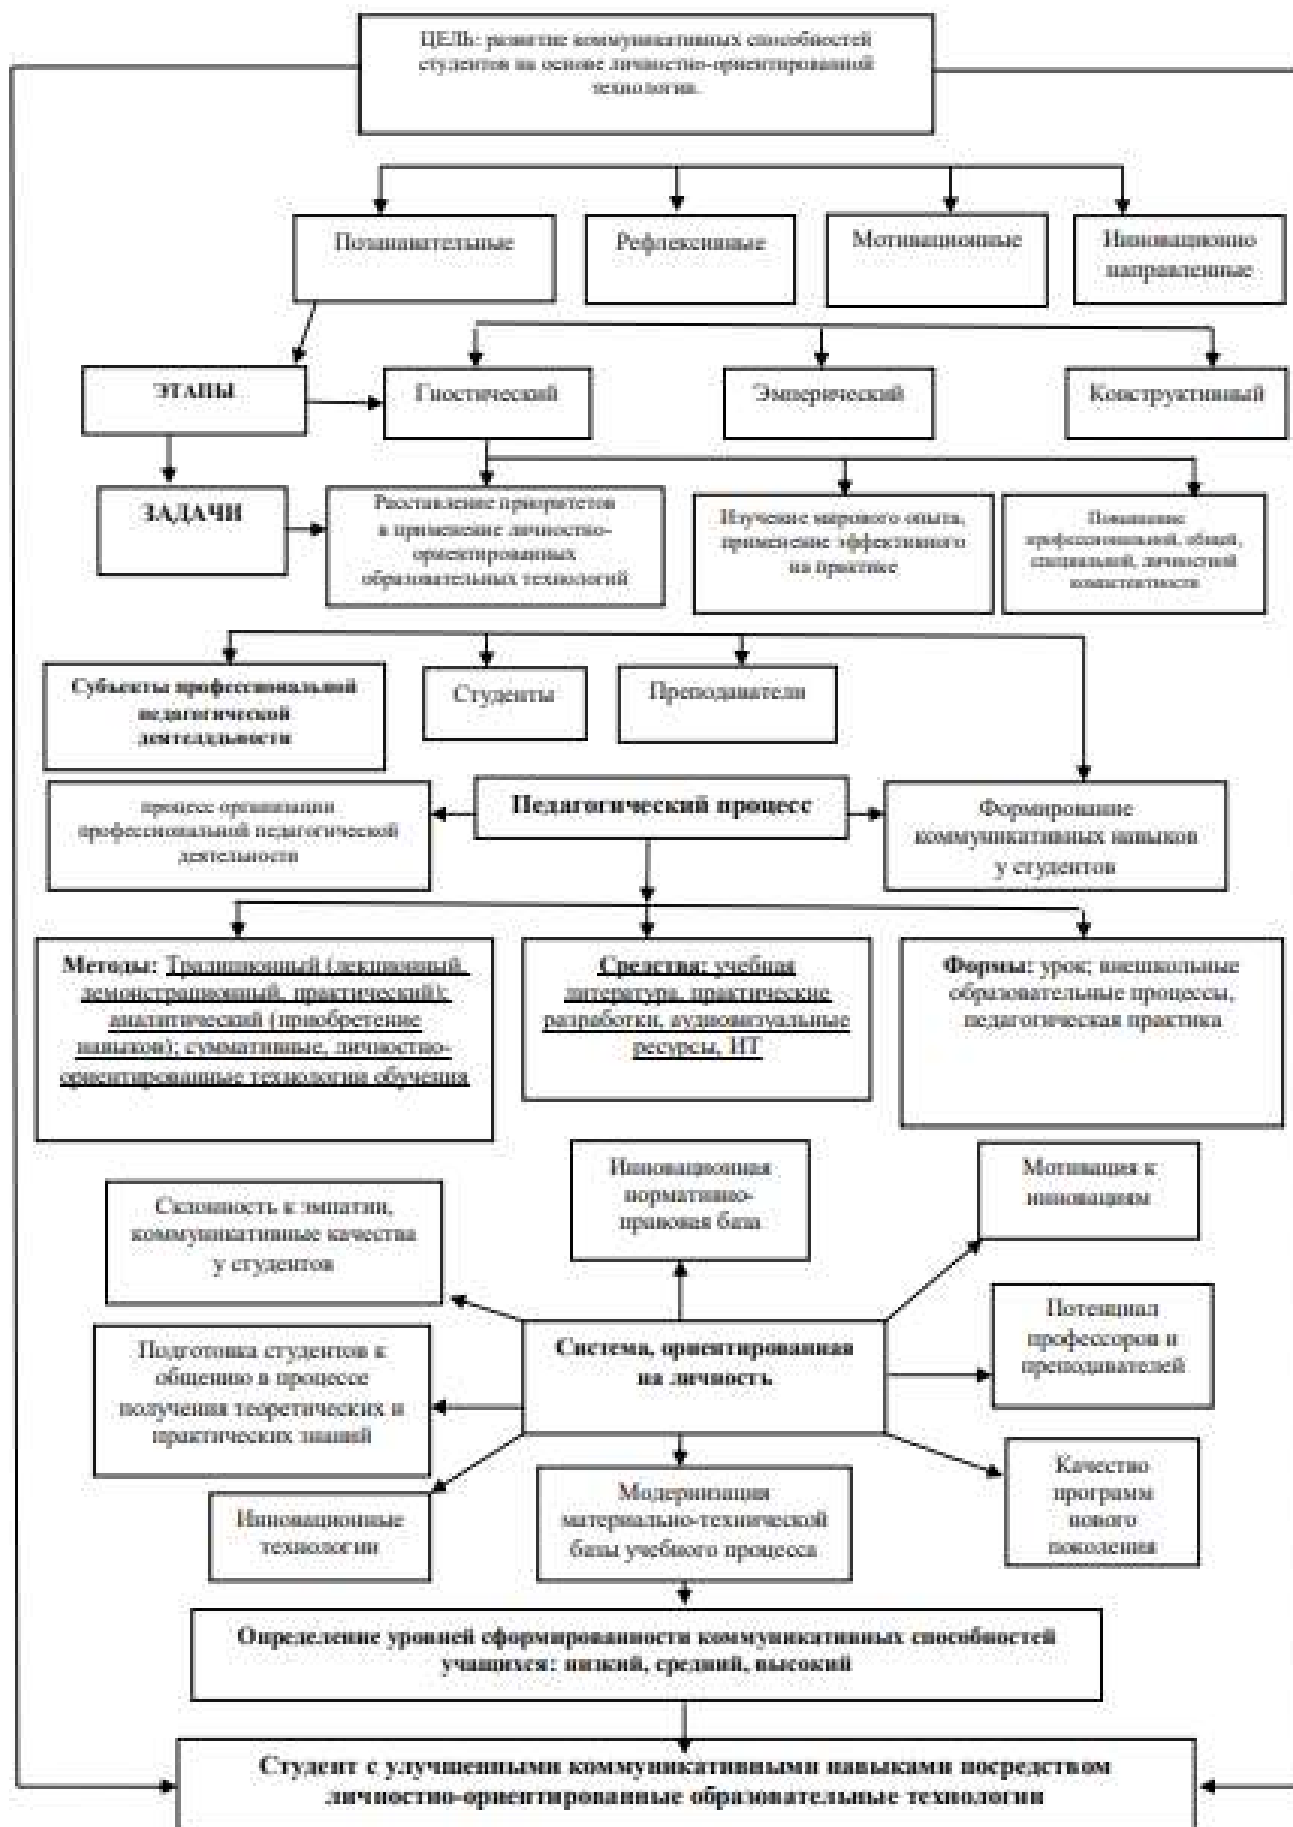 ЦЕЛЬ: развитие коммуникативных способностей
студентов на основе личностно-ориентированной
технологии.
Познавательные
Рефлексивные
Мотивационные
Инновационно
направленные
ЭТАПЫ
Гностический
Эмперический
Конструктивный
ЗАДАЧИ
Расставление приоритетов
в применение личностно-
ориентированных
образовательных технологий
Изучение мирового опыта,
применение эффективного
на практике
Повышение
профессиональной, общей,
специальной, личностной
компетентности
Субъекты профессиональной
педагогической
деятеладьности
Студенты
Преподаватели
процесс организации
профессиональной педагогической
деятельности
Педагогический процесс
Формирование
коммуникативных навыков
у студентов
Методы: Традиционный (лекционный,
демонстрационный, практический);
аналитический (приобретение
навыков); суммативные, личностно-
ориентированные технологии обучения
Средства: учебная
литература, практические
разработки, аудиовизуальные
ресурсы, ИТ
Формы: урок; внешкольные
образовательные процессы,
педагогическая практика
Инновационная
нормативно-
правовая база
Мотивация к
инновациям
Склонность к эмпатии,
коммуникативные качества
у студентов
Потенциал
профессоров и
преподавателей
Система, ориентированная
на личность
Подготовка студентов к
общению в процессе
получения теоретических и
практических знаний
Качество
программ
нового
поколения
Инновационные
технологии
Модернизация
материально-технической
базы учебного процесса
Определение уровней сформированности коммуникативных способностей
учащихся: низкий, средний, высокий
Студент с улучшенными коммуникативными навыками посредством
личностно-ориентированные образовательные технологии